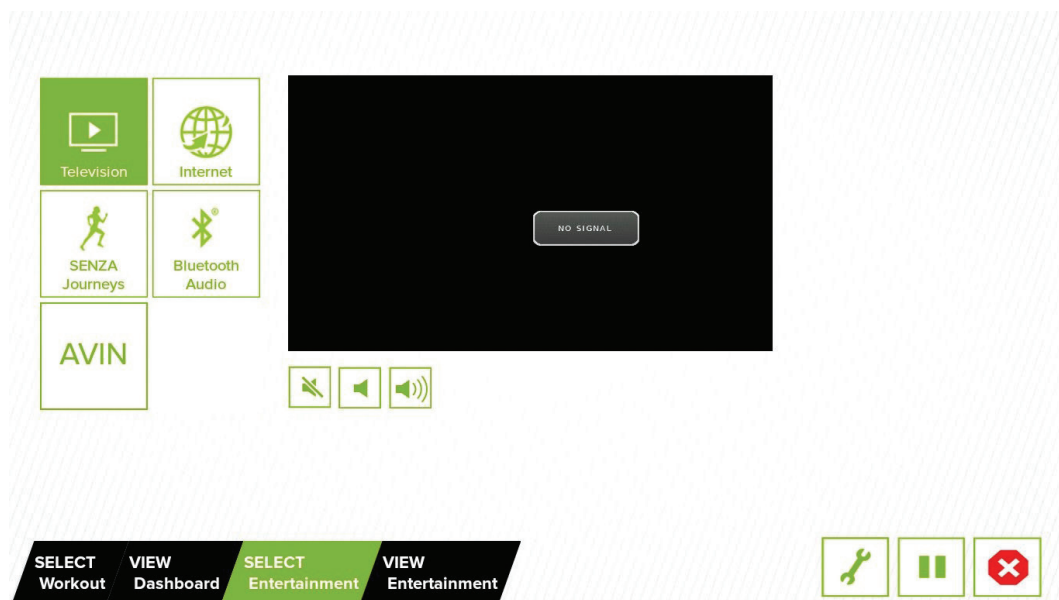 Television
Internet
SENZA
Journeys
Bluetooth
Audio
®
AVIN
NO SIGNAL
SELECT
Workout
VIEW
Dashboard
SELECT
Entertainment
VIEW
Entertainment